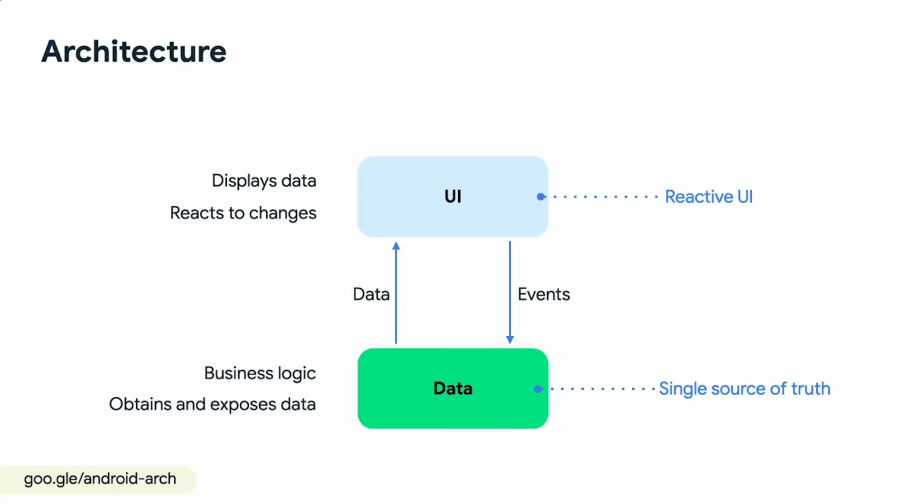 Architecture
Displays data
Reacts to changes
UI
Reactive UI
Data
Events
Business logic
Obtains and exposes data
Data
Single source of truth
goo.gle/android-arch